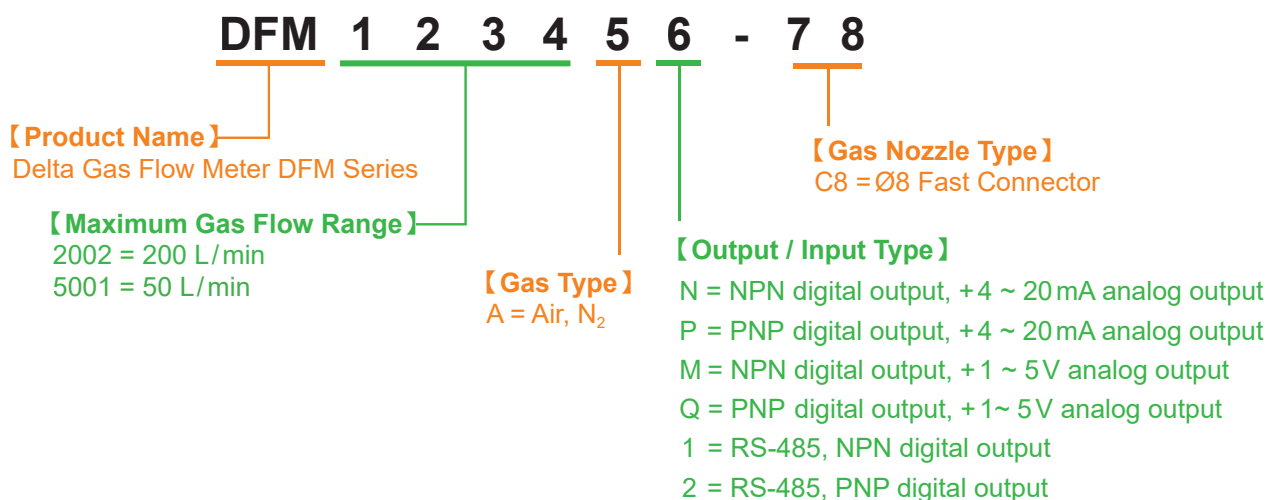 DFM 1 2 3 4 5 6 - 7 8
【Product Name】
Delta Gas Flow Meter DFM Series
【Maximum Gas Flow Range】
2002 = 200 L/min
5001 = 50 L/min
【Gas Type】
A = Air, N₂
【Gas Nozzle Type】
C8 = Ø8 Fast Connector
【Output / Input Type】
N = NPN digital output, +4 ~ 20 mA analog output
P = PNP digital output, +4 ~ 20 mA analog output
M = NPN digital output, +1 ~ 5 V analog output
Q = PNP digital output, +1~ 5 V analog output
1 = RS-485, NPN digital output
2 = RS-485, PNP digital output